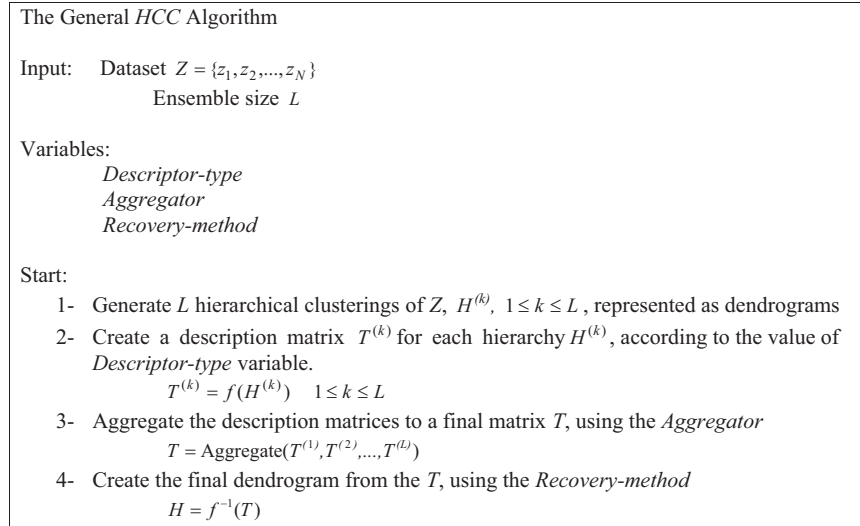 The General HCC Algorithm
Input: Dataset Z = {z₁,z₂,...,z_N}
Ensemble size L
Variables:
Descriptor-type
Aggregator
Recovery-method
Start:
1- Generate L hierarchical clusterings of Z, H⁽ᵏ⁾, 1 ≤ k ≤ L , represented as dendrograms
2- Create a description matrix T⁽ᵏ⁾ for each hierarchy H⁽ᵏ⁾, according to the value of
Descriptor-type variable.
T⁽ᵏ⁾ = f(H⁽ᵏ⁾) 1 ≤ k ≤ L
3- Aggregate the description matrices to a final matrix T, using the Aggregator
T = Aggregate(T⁽¹⁾,T⁽²⁾,...,T⁽ᴸ⁾)
4- Create the final dendrogram from the T, using the Recovery-method
H = f⁻¹(T)